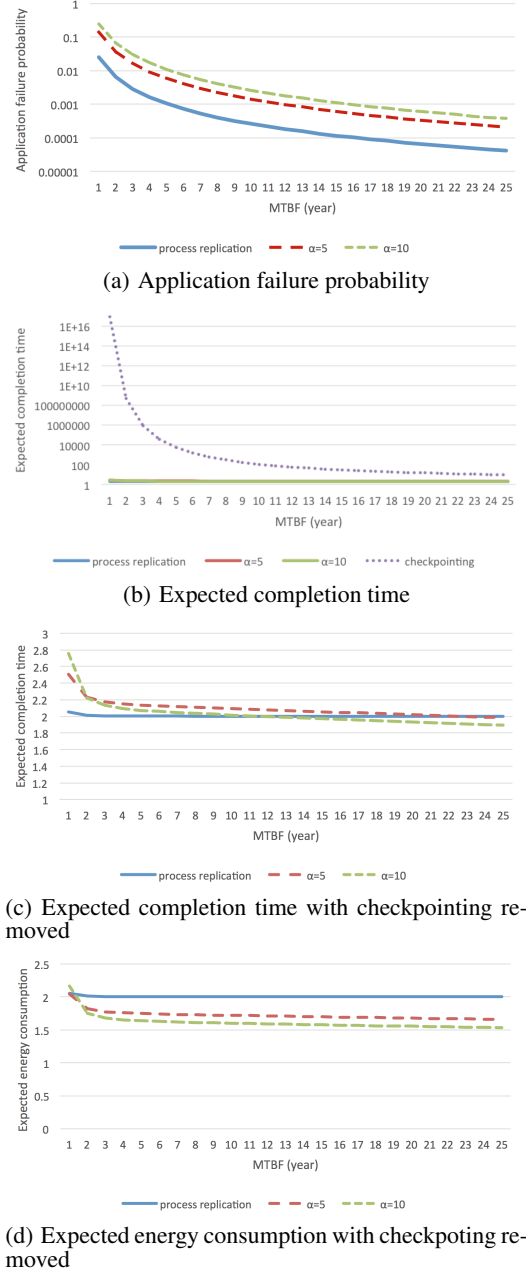 Application failure probability
1
0.1
0.01
0.001
0.0001
0.00001
1 2 3 4 5 6 7 8 9 10 11 12 13 14 15 16 17 18 19 20 21 22 23 24 25
MTBF (year)
process replication α=5 α=10
(a) Application failure probability
Expected completion time
1E+16
1E+14
1E+12
1E+10
100000000
1000000
10000
100
1
1 2 3 4 5 6 7 8 9 10 11 12 13 14 15 16 17 18 19 20 21 22 23 24 25
MTBF (year)
process replication α=5 α=10 checkpointing
(b) Expected completion time
Expected completion time
3
2.8
2.6
2.4
2.2
2
1.8
1.6
1.4
1.2
1
1 2 3 4 5 6 7 8 9 10 11 12 13 14 15 16 17 18 19 20 21 22 23 24 25
MTBF (year)
process replication α=5 α=10
(c) Expected completion time with checkpointing re-
moved
Expected energy consumption
2.5
2
1.5
1
0.5
0
1 2 3 4 5 6 7 8 9 10 11 12 13 14 15 16 17 18 19 20 21 22 23 24 25
MTBF (year)
process replication α=5 α=10
(d) Expected energy consumption with checkpoting re-
moved